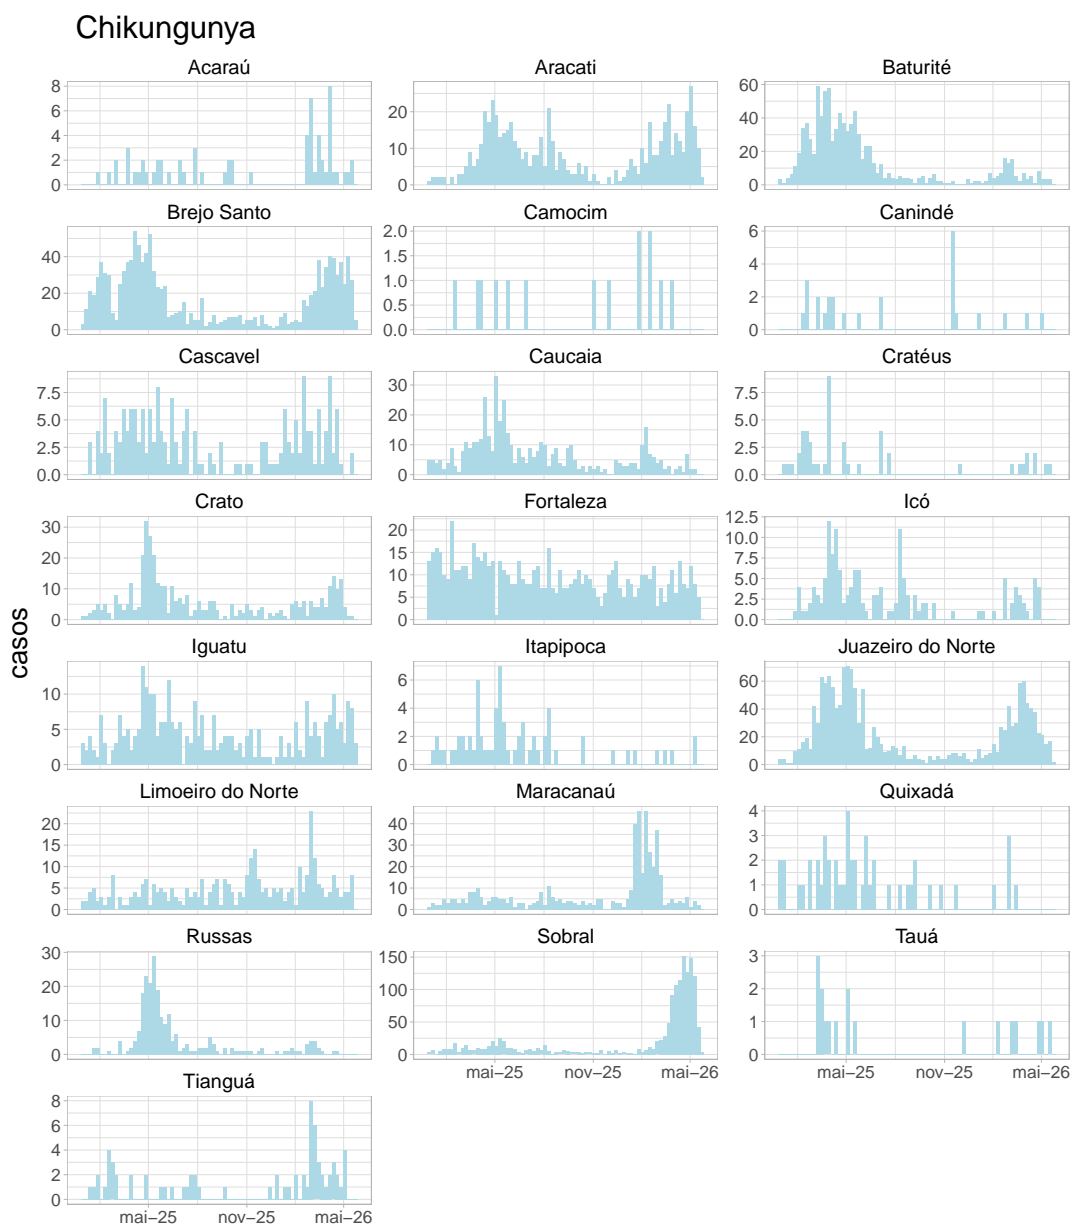 Chikungunya
Acaraú Aracati Baturité
8 6 4 2 0
20 10 0
60 40 20 0
Brejo Santo Camocim Canindé
40 20 0
2.0 1.5 1.0 0.5 0.0
6 4 2 0
Cascavel Caucaia Cratéus
7.5 5.0 2.5 0.0
30 20 10 0
7.5 5.0 2.5 0.0
Crato Fortaleza Icó
30 20 10 0
20 15 10 5 0
12.5 10.0 7.5 5.0 2.5 0.0
casos
Iguatu Itapipoca Juazeiro do Norte
10 5 0
6 4 2 0
60 40 20 0
Limoeiro do Norte Maracanaú Quixadá
20 15 10 5 0
40 30 20 10 0
4 3 2 1 0
Russas Sobral Tauá
30 20 10 0
150 100 50 0
3 2 1 0
mai–25 nov–25 mai–26
mai–25 nov–25 mai–26
Tianguá
8 6 4 2 0
mai–25 nov–25 mai–26